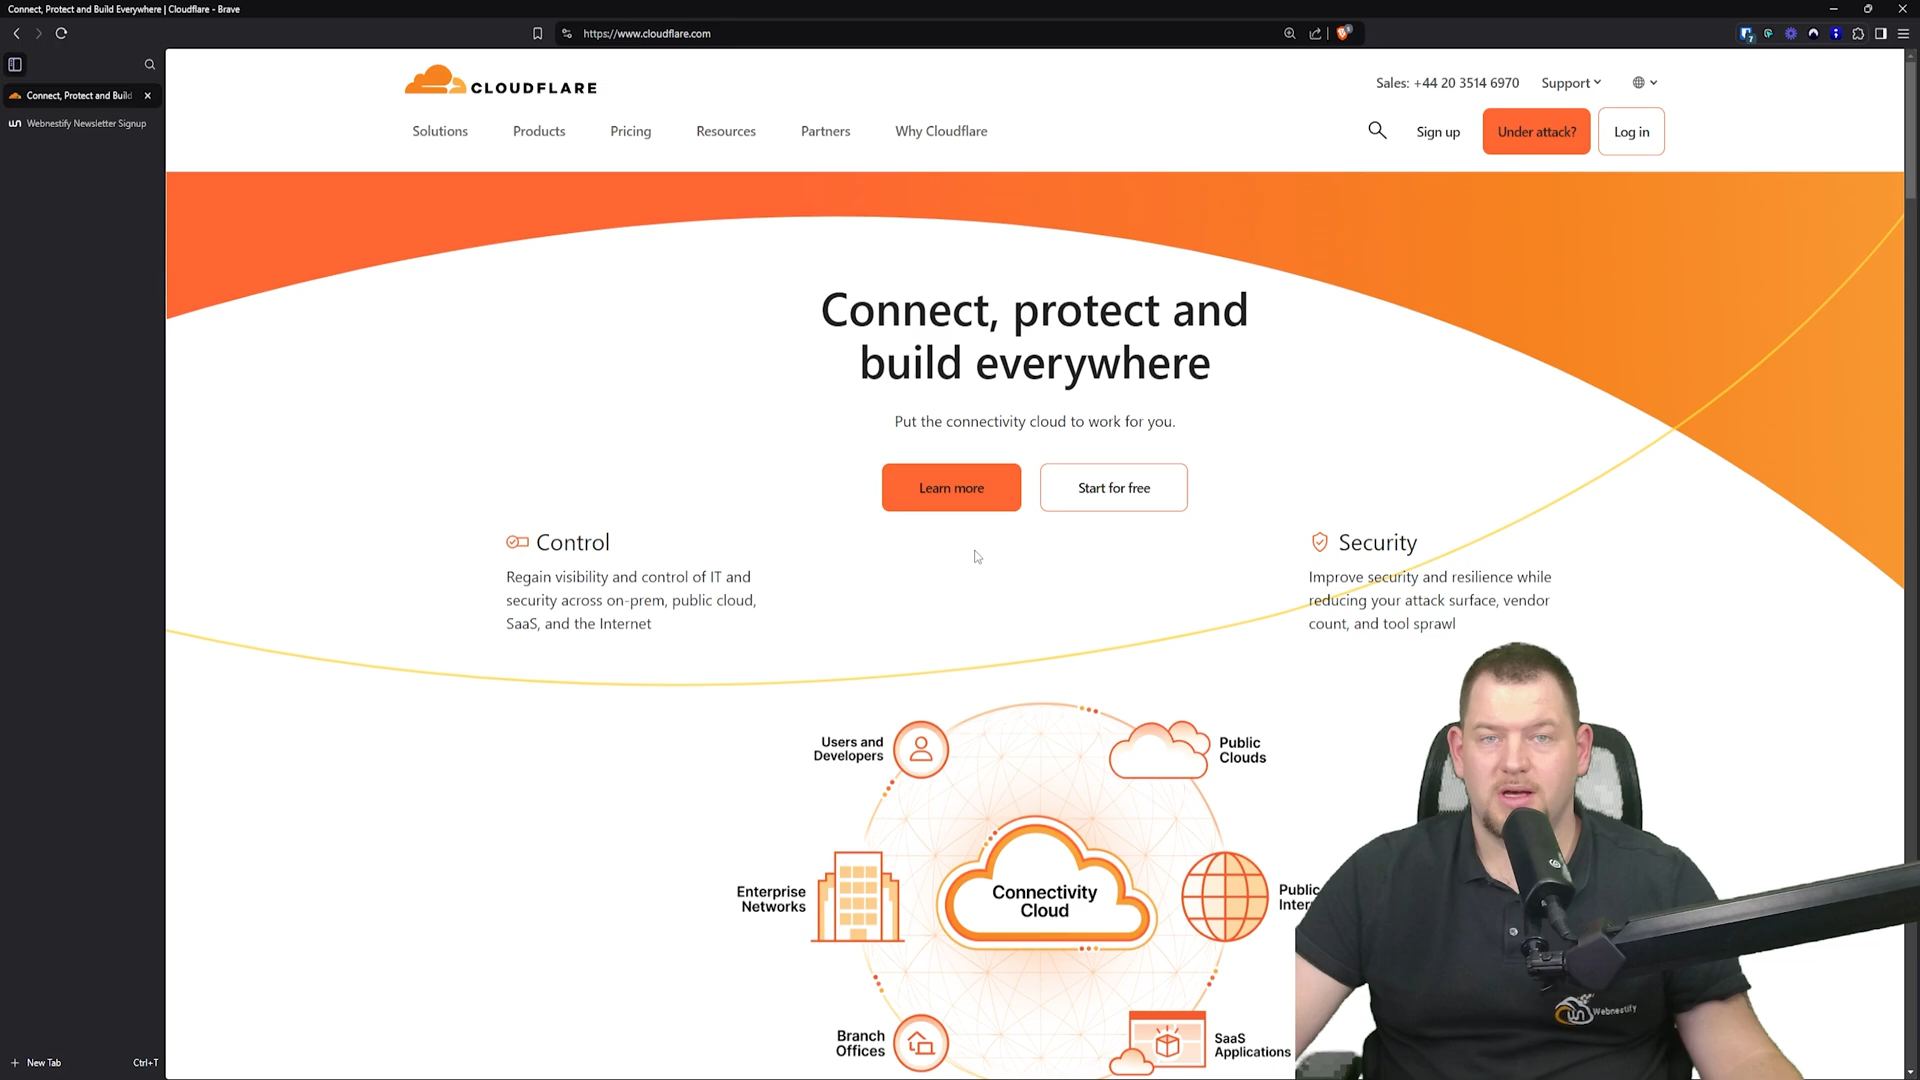 Connect, Protect and Build Everywhere | Cloudflare - Brave
https://www.cloudflare.com
Connect, Protect and Build
Webnestify Newsletter Signup
CLOUDFLARE
Sales: +44 20 3514 6970
Support
Solutions
Products
Pricing
Resources
Partners
Why Cloudflare
Sign up
Under attack?
Log in
Connect, protect and
build everywhere
Put the connectivity cloud to work for you.
Learn more
Start for free
Control
Regain visibility and control of IT and
security across on-prem, public cloud,
SaaS, and the Internet
Security
Improve security and resilience while
reducing your attack surface, vendor
count, and tool sprawl
Users and
Developers
Public
Clouds
Enterprise
Networks
Connectivity
Cloud
Public
Inter
Branch
Offices
SaaS
Applications
Webnestify
New Tab
Ctrl+T